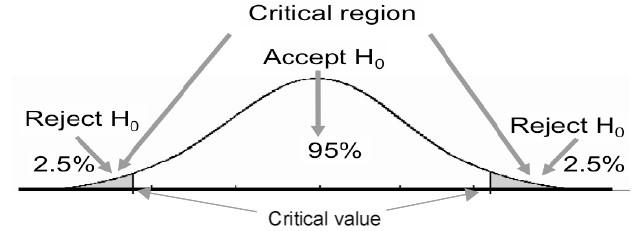 Critical region
Accept H₀
Reject H₀
Reject H₀
2.5%
95%
2.5%
Critical value